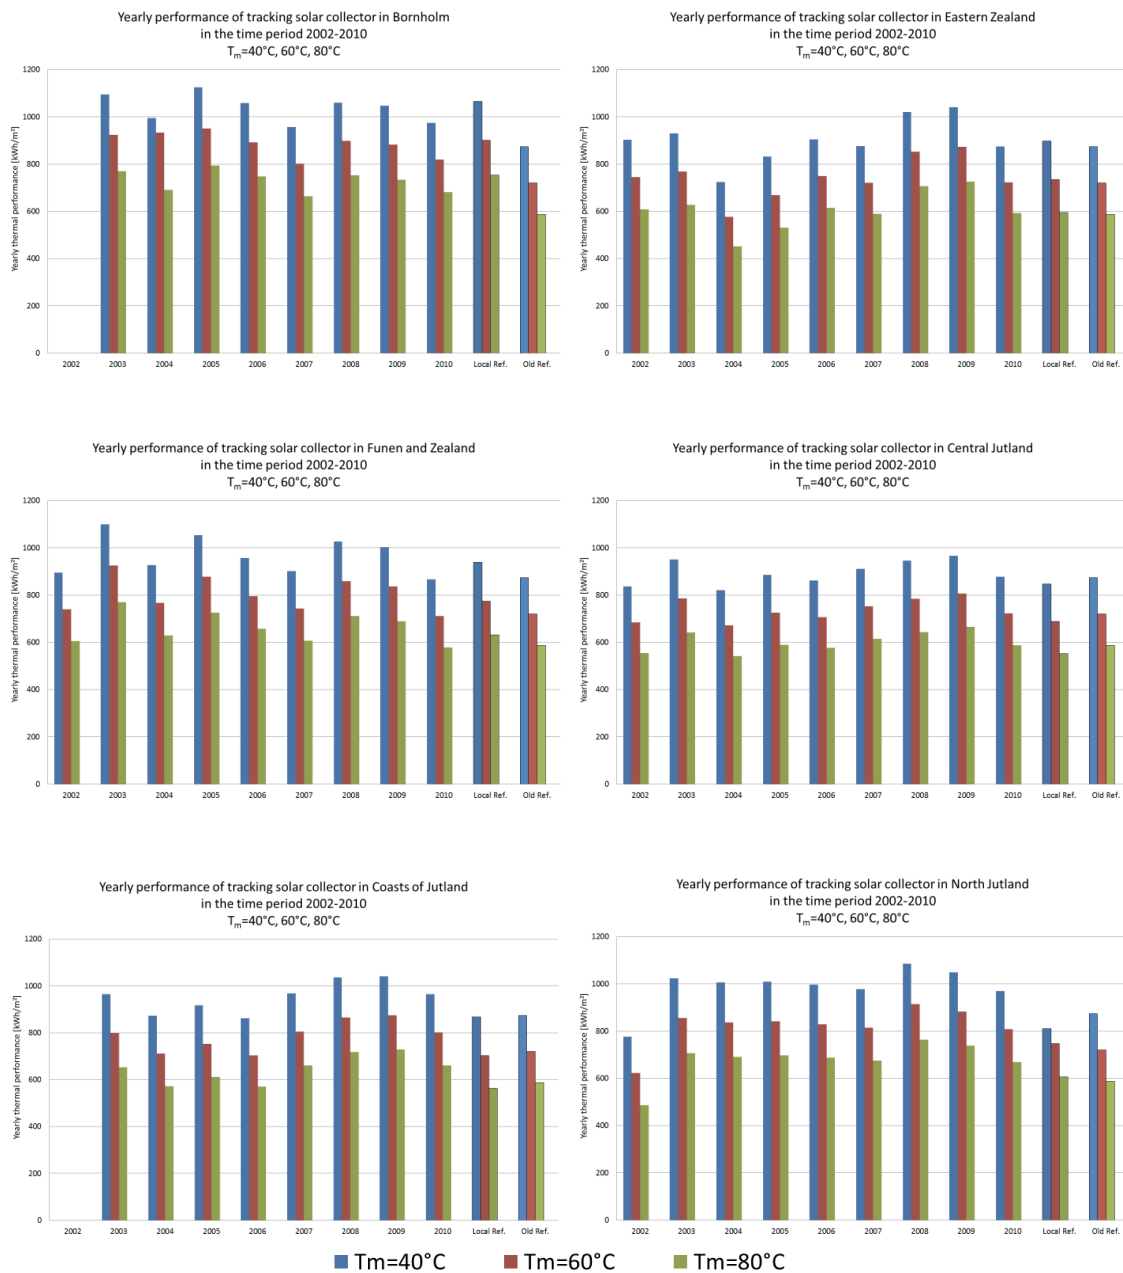 Yearly performance of tracking solar collector in Bornholm
in the time period 2002-2010
Tm=40°C, 60°C, 80°C
Yearly thermal performance [kWh/m²]
1200
1000
800
600
400
200
0
2002 2003 2004 2005 2006 2007 2008 2009 2010 Local Ref. Old Ref.
Yearly performance of tracking solar collector in Eastern Zealand
in the time period 2002-2010
Tm=40°C, 60°C, 80°C
Yearly thermal performance [kWh/m²]
1200
1000
800
600
400
200
0
2002 2003 2004 2005 2006 2007 2008 2009 2010 Local Ref. Old Ref.
Yearly performance of tracking solar collector in Funen and Zealand
in the time period 2002-2010
Tm=40°C, 60°C, 80°C
Yearly thermal performance [kWh/m²]
1200
1000
800
600
400
200
0
2002 2003 2004 2005 2006 2007 2008 2009 2010 Local Ref. Old Ref.
Yearly performance of tracking solar collector in Central Jutland
in the time period 2002-2010
Tm=40°C, 60°C, 80°C
Yearly thermal performance [kWh/m²]
1200
1000
800
600
400
200
0
2002 2003 2004 2005 2006 2007 2008 2009 2010 Local Ref. Old Ref.
Yearly performance of tracking solar collector in Coasts of Jutland
in the time period 2002-2010
Tm=40°C, 60°C, 80°C
Yearly thermal performance [kWh/m²]
1200
1000
800
600
400
200
0
2002 2003 2004 2005 2006 2007 2008 2009 2010 Local Ref. Old Ref.
Yearly performance of tracking solar collector in North Jutland
in the time period 2002-2010
Tm=40°C, 60°C, 80°C
Yearly thermal performance [kWh/m²]
1200
1000
800
600
400
200
0
2002 2003 2004 2005 2006 2007 2008 2009 2010 Local Ref. Old Ref.
Tm=40°C Tm=60°C Tm=80°C